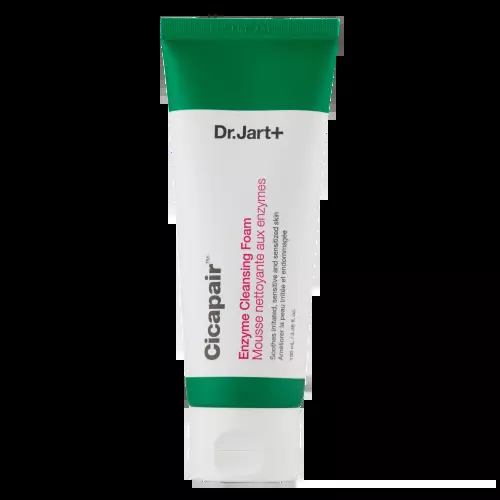 Dr.Jart+
Cicapair™
Enzyme Cleansing Foam
Mousse nettoyante aux enzymes
Soothes irritated, sensitive and sensitized skin
Améliorer la peau irritée et endommagée